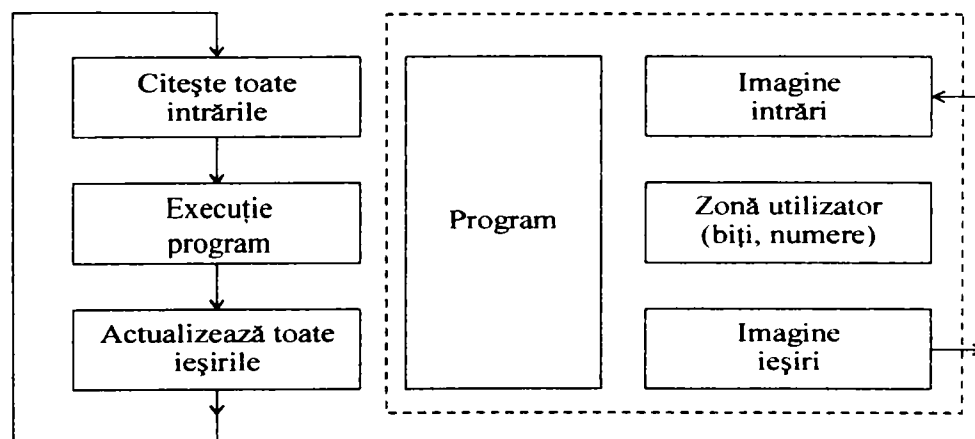 Citeşte toate
intrările
Execuţie
program
Actualizează toate
ieşirile
Program
Imagine
intrări
Zonă utilizator
(biţi, numere)
Imagine
ieşiri